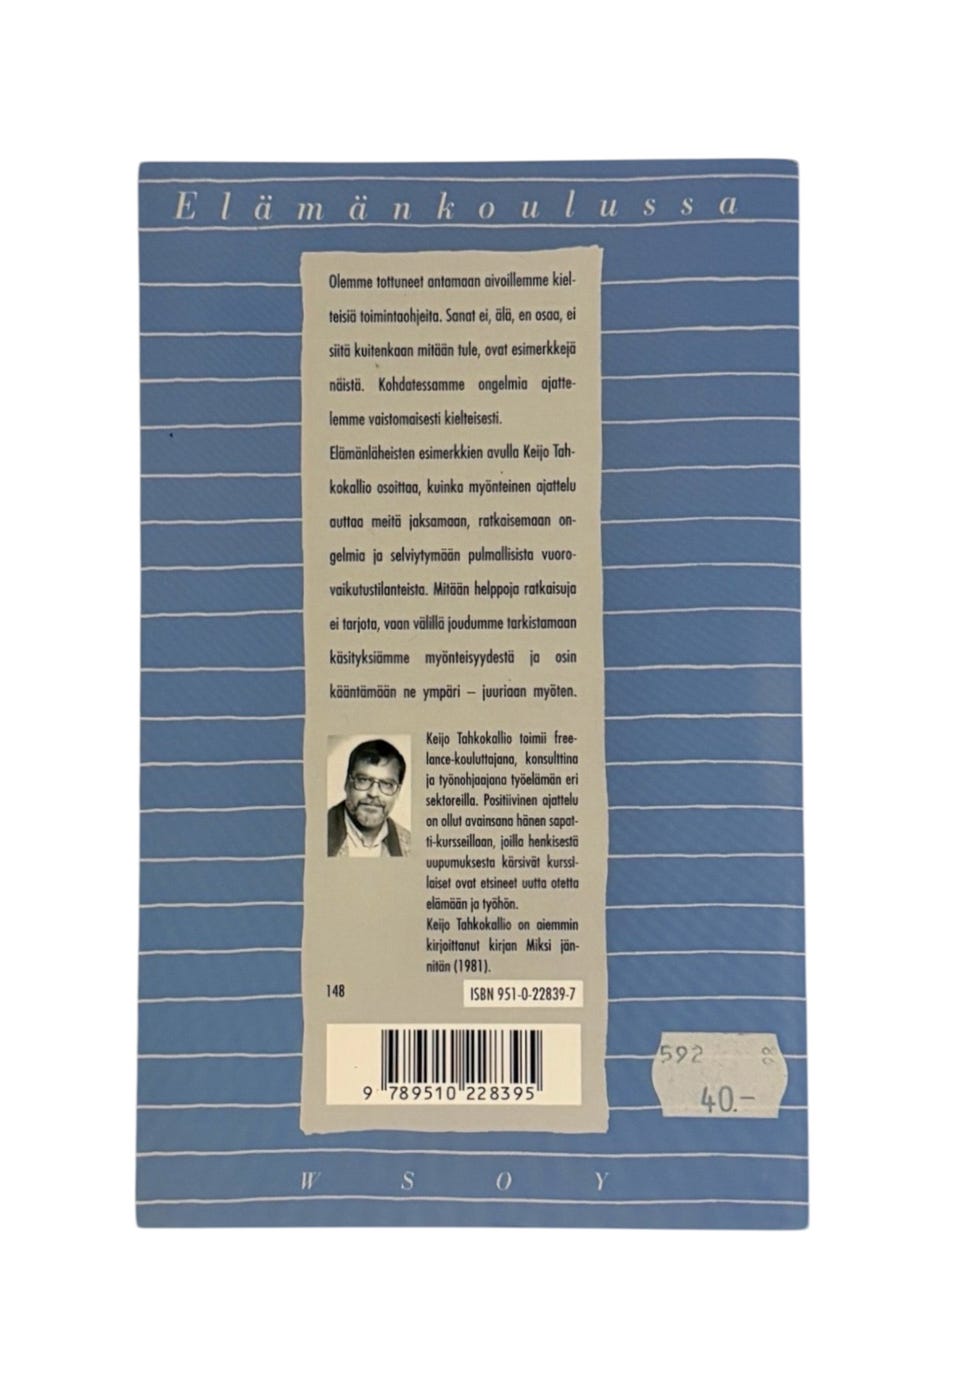 Elämänkoulussa
Olemme tottuneet antamaan aivoillemme kiel-
teisiä toimintaohjeita. Sanat ei, älä, en osaa, ei
siitä kuitenkaan mitään tule, ovat esimerkkejä
näistä. Kohdatessamme ongelmia ajatte-
lemme vaistomaisesti kielteisesti.
Elämänläheisten esimerkkien avulla Keijo Tah-
kokallio osoittaa, kuinka myönteinen ajattelu
auttaa meitä jaksamaan, ratkaisemaan on-
gelmia ja selviytymään pulmallisista vuoro-
vaikutustilanteista. Mitään helppoja ratkaisuja
ei tarjota, vaan välillä joudumme tarkistamaan
käsityksiämme myönteisyydestä ja osin
kääntämään ne ympäri – juuriaan myöten.
Keijo Tahkokallio toimii free-
lance-kouluttajana, konsulttina
ja työnohjaajana työelämän eri
sektoreilla. Positiivinen ajattelu
on ollut avainsana hänen sapat-
ti-kursseillaan, joilla henkisestä
uupumuksesta kärsivät kurssi-
laiset ovat etsineet uutta otetta
elämään ja työhön.
Keijo Tahkokallio on aiemmin
kirjoittanut kirjan Miksi jän-
nitän (1981).
148
ISBN 951-0-22839-7
9 789510 228395
592
40.-
WSOY